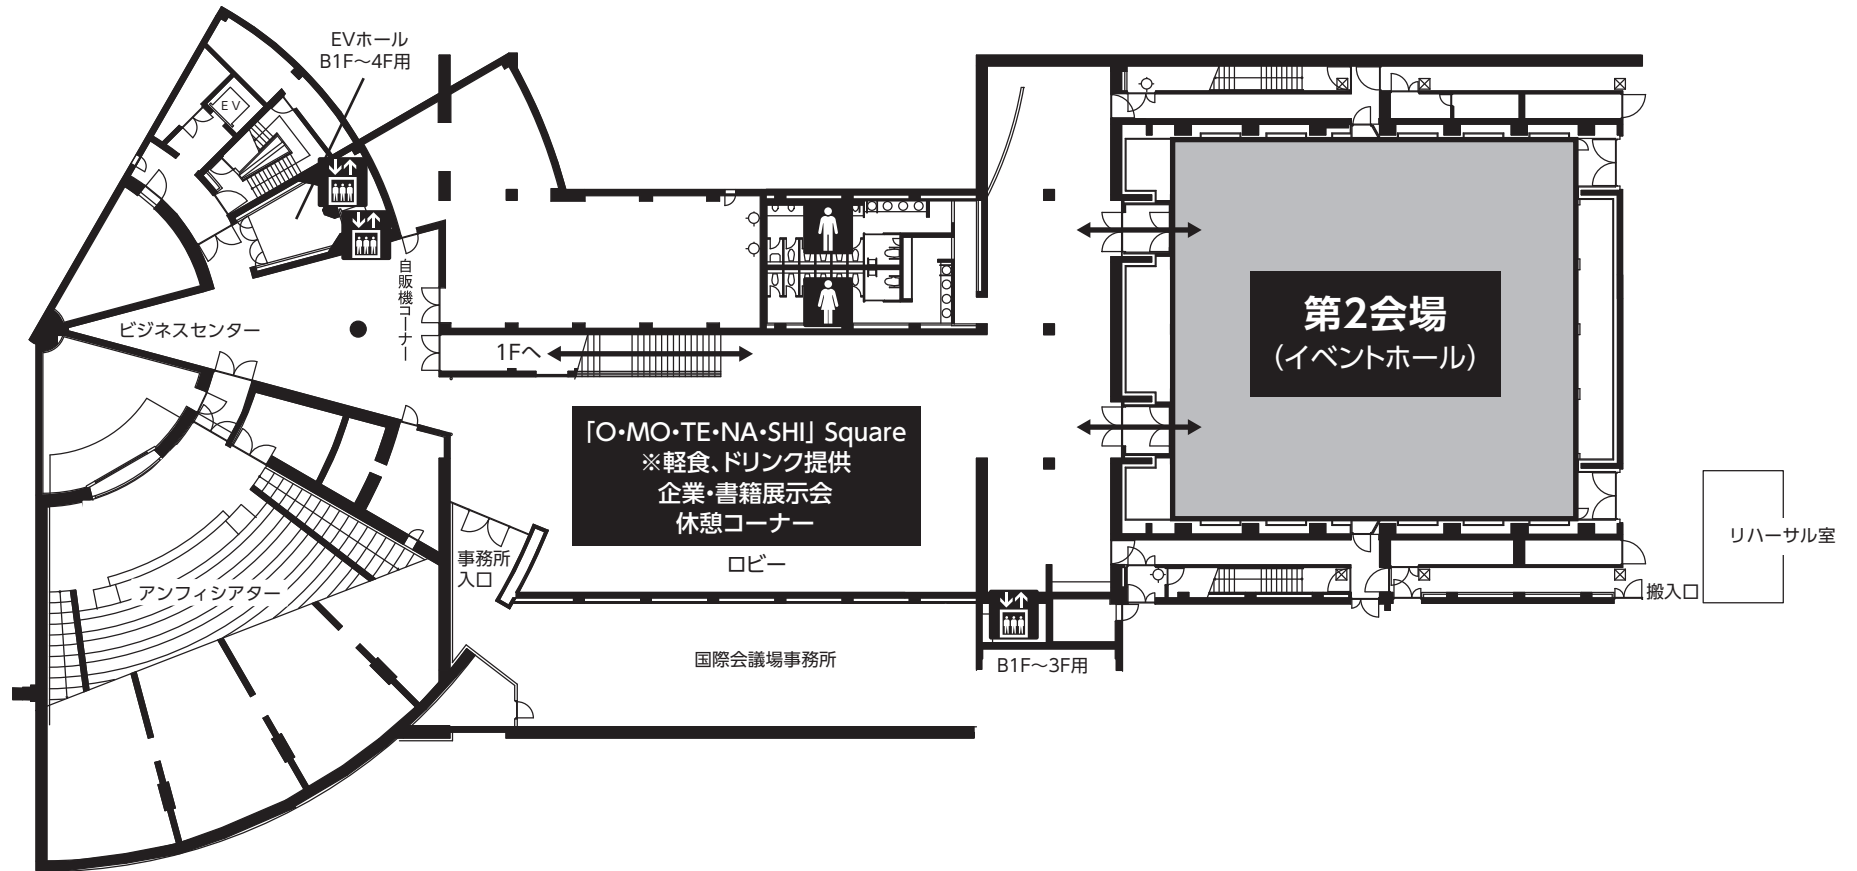 EVホール
B1F～4F用
EV
自販機コーナー
ビジネスセンター
1Fへ
第2会場
（イベントホール）
「O・MO・TE・NA・SHI」 Square
※軽食、ドリンク提供
企業・書籍展示会
休憩コーナー
ロビー
事務所
入口
アンフィシアター
国際会議場事務所
B1F～3F用
搬入口
リハーサル室